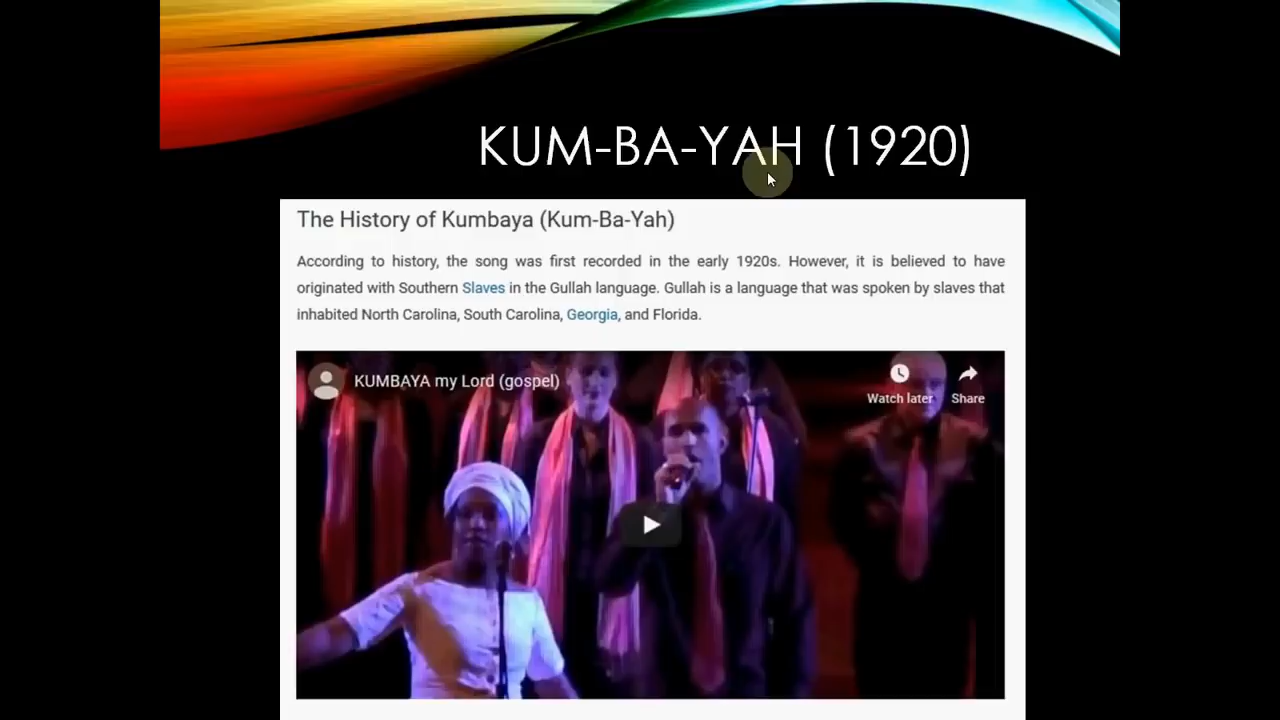 KUM-BA-YAH (1920)
The History of Kumbaya (Kum-Ba-Yah)
According to history, the song was first recorded in the early 1920s. However, it is believed to have
originated with Southern Slaves in the Gullah language. Gullah is a language that was spoken by slaves that
inhabited North Carolina, South Carolina, Georgia, and Florida.
KUMBAYA my Lord (gospel)
Watch later
Share